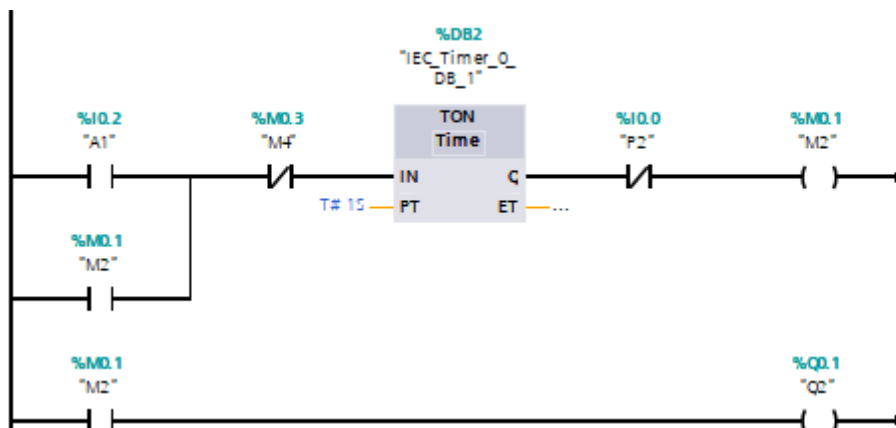 %DB2
"IEC_Timer_0_
DB_1"
%I0.2
"A1"
%M0.3
"M4"
TON
Time
%I0.0
"P2"
%M0.1
"M2"
IN
Q
T# 1S
PT
ET
...
%M0.1
"M2"
%M0.1
"M2"
%Q0.1
"Q2"